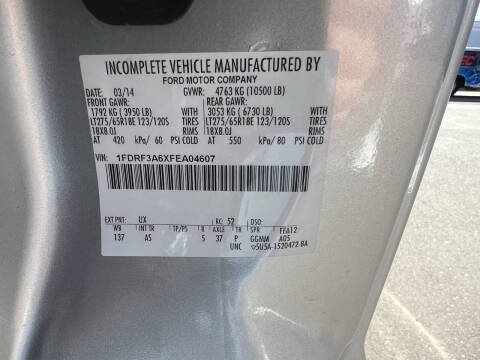 INCOMPLETE VEHICLE MANUFACTURED BY
FORD MOTOR COMPANY
DATE: 03/14 GVWR: 4763 KG (10500 LB)
FRONT GAWR: REAR GAWR:
1792 KG ( 3950 LB) WITH 3053 KG ( 6730 LB) WITH
LT275/65R18E 123/120S TIRES LT275/65R18E 123/120S TIRES
18X8.0J RIMS 18X8.0J RIMS
AT 420 kPa/ 60 PSI COLD AT 550 kPa/ 80 PSI COLD
VIN: 1FDRF3A6XFEA04607
EXT PNT: UX RC: 52 DSO:
WB INT TR TP/PS R AXLE TR SPR FFA12
137 AS 5 37 P GGMM A05
UNC 5U5A-1520472-BA
EC